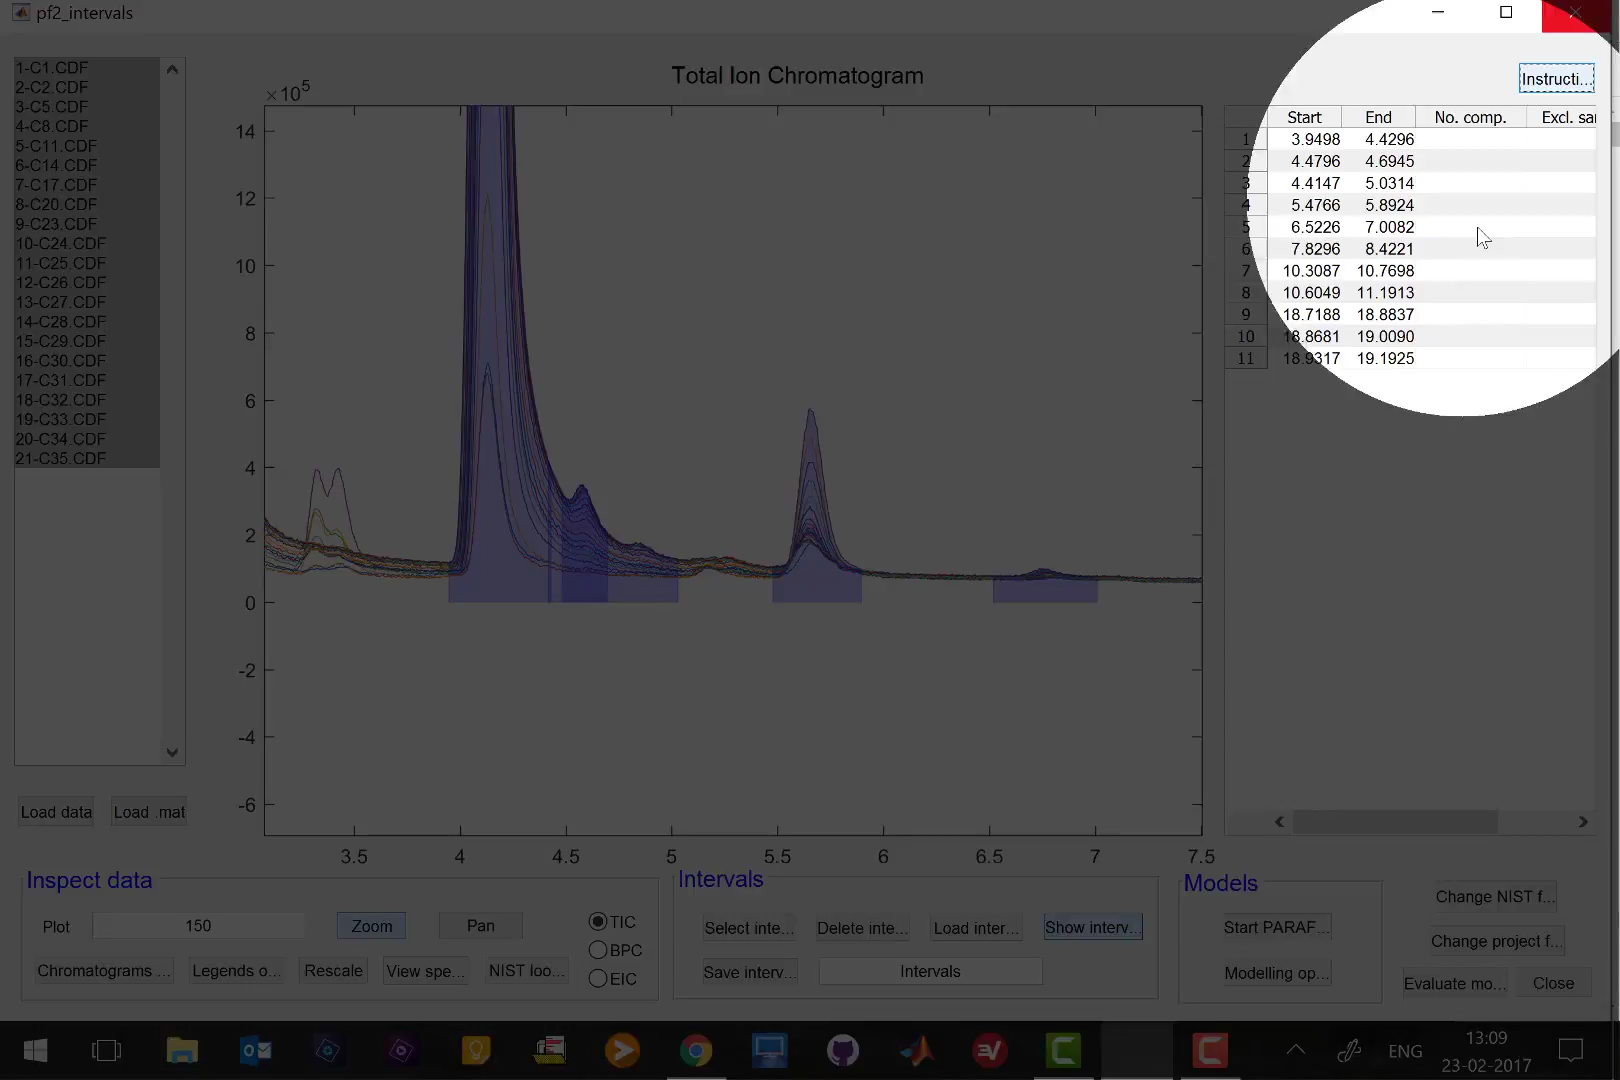 pf2_intervals
Instructi...
1-C1.CDF
2-C2.CDF
3-C5.CDF
4-C8.CDF
5-C11.CDF
6-C14.CDF
7-C17.CDF
8-C20.CDF
9-C23.CDF
10-C24.CDF
11-C25.CDF
12-C26.CDF
13-C27.CDF
14-C28.CDF
15-C29.CDF
16-C30.CDF
17-C31.CDF
18-C32.CDF
19-C33.CDF
20-C34.CDF
21-C35.CDF
Load data Load .mat
Total Ion Chromatogram
×10⁵
14
12
10
8
6
4
2
0
-2
-4
-6
3.5 4 4.5 5 5.5 6 6.5 7 7.5
Start End No. comp. Excl. sa
1 3.9498 4.4296
2 4.4796 4.6945
3 4.4147 5.0314
4 5.4766 5.8924
5 6.5226 7.0082
6 7.8296 8.4221
7 10.3087 10.7698
8 10.6049 11.1913
9 18.7188 18.8837
10 18.8681 19.0090
11 18.9317 19.1925
Inspect data
Plot 150 Zoom Pan
TIC
BPC
EIC
Chromatograms ... Legends o... Rescale View spe... NIST loo...
Intervals
Select inte... Delete inte... Load inter... Show interv...
Save interv... Intervals
Models
Start PARAF...
Modelling op...
Change NIST f...
Change project f...
Evaluate mo... Close
ENG
13:09
23-02-2017